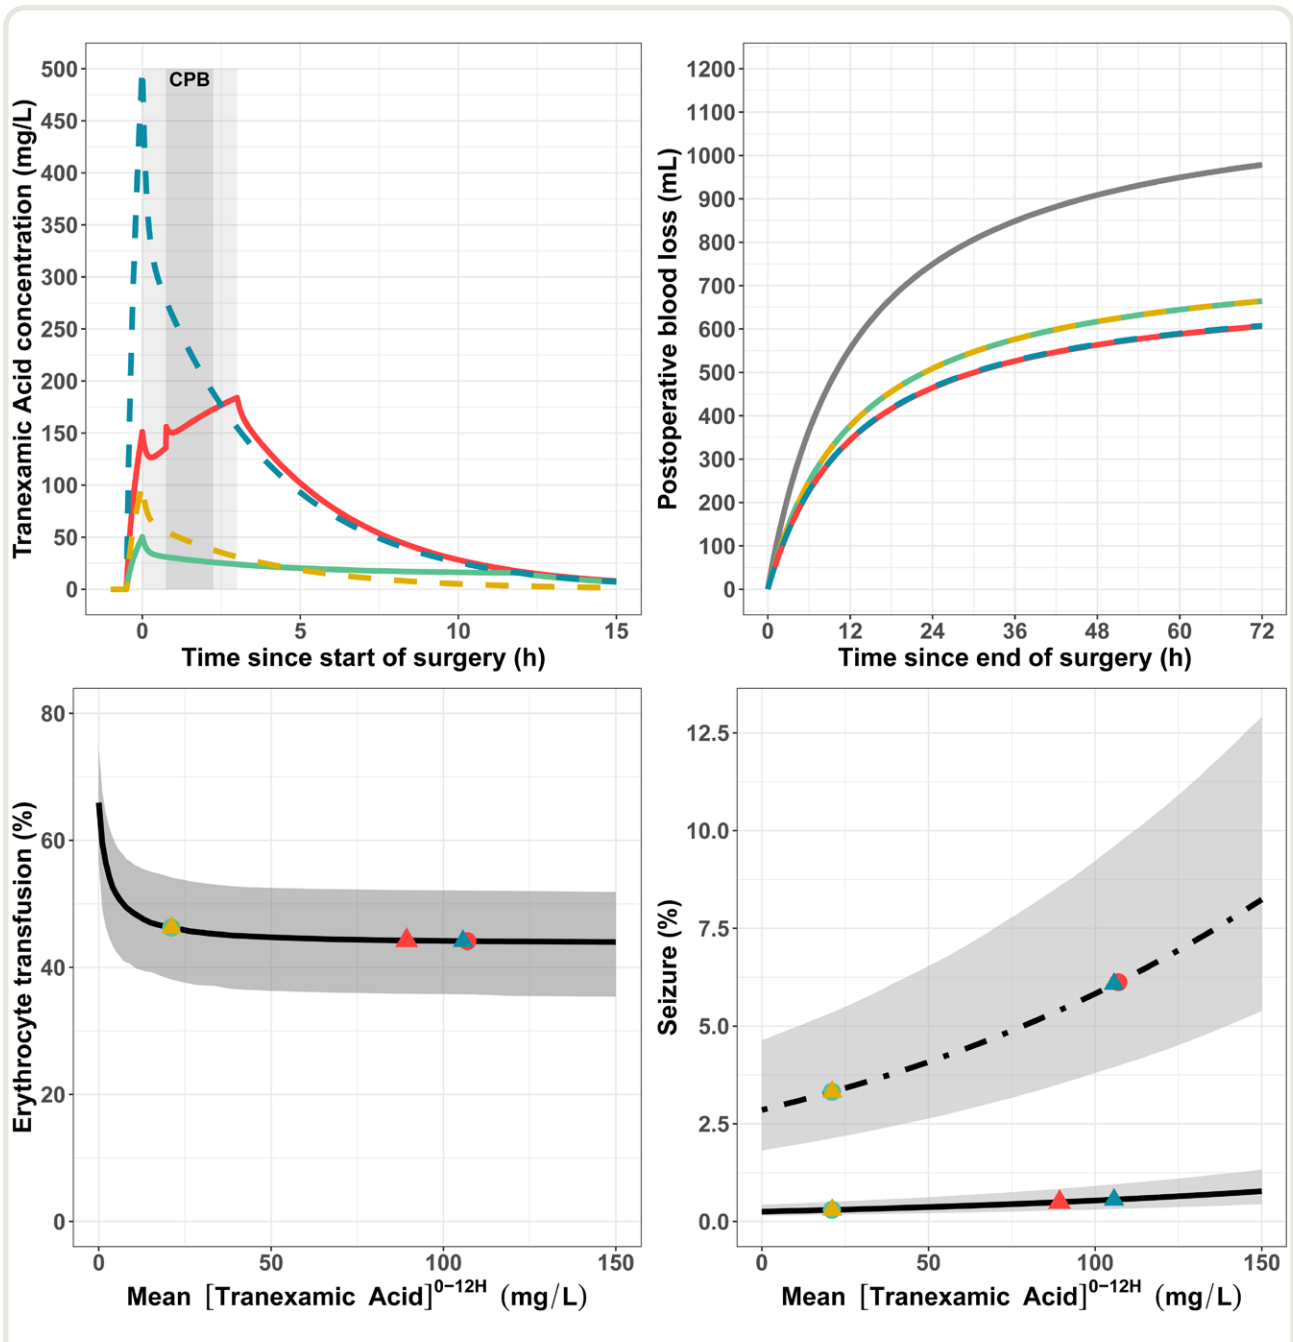 Tranexamic Acid concentration (mg/L)
500
450
400
350
300
250
200
150
100
50
0
CPB
0 5 10 15
Time since start of surgery (h)
Postoperative blood loss (mL)
1200
1100
1000
900
800
700
600
500
400
300
200
100
0
0 12 24 36 48 60 72
Time since end of surgery (h)
Erythrocyte transfusion (%)
80
60
40
20
0
0 50 100 150
Mean [Tranexamic Acid]0−12H (mg/L)
Seizure (%)
12.5
10.0
7.5
5.0
2.5
0.0
0 50 100 150
Mean [Tranexamic Acid]0−12H (mg/L)